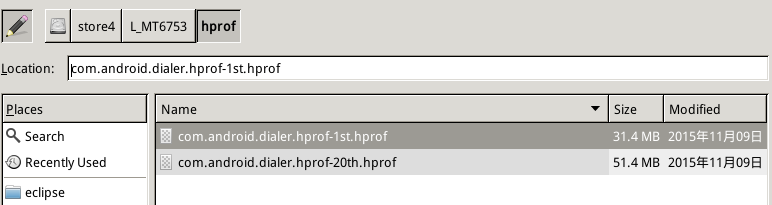 store4 L_MT6753 hprof
Location: com.android.dialer.hprof-1st.hprof
Places Name Size Modified
Search com.android.dialer.hprof-1st.hprof 31.4 MB 2015年11月09日
Recently Used com.android.dialer.hprof-20th.hprof 51.4 MB 2015年11月09日
eclipse